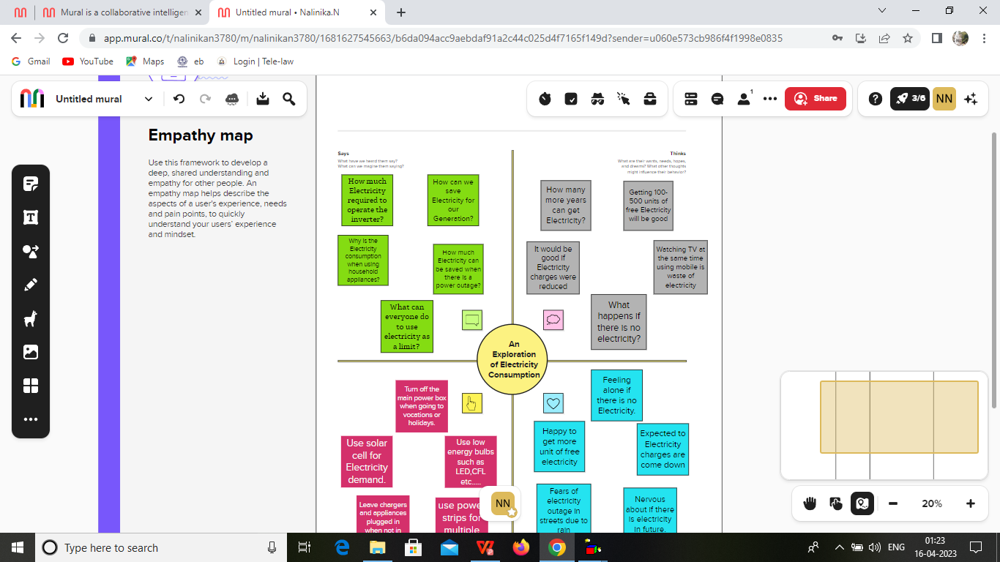 Mural is a collaborative intelligen
Untitled mural • Nalinika.N
app.mural.co/t/nalinikan3780/m/nalinikan3780/1681627545663/b6da094acc9aebdaf91a2c44c025d4f7165f149d?sender=u060e573cb986f4f1998e0835
Gmail
YouTube
Maps
eb
Login | Tele-law
Untitled mural
1
Share
3/6
NN
Empathy map
Use this framework to develop a
deep, shared understanding and
empathy for other people. An
empathy map helps describe the
aspects of a user's experience, needs
and pain points, to quickly
understand your users' experience
and mindset.
Says
What have we heard them say?
What can we imagine them saying?
Thinks
What are their wants, needs, hopes,
and dreams? What other thoughts
might influence their behavior?
How much
Electricity
required to
operate the
inverter?
How can we
save
Electricity for
our
Generation?
Why is the
Electricity
consumption
when using
household
appliances?
How much
Electricity can
be saved when
there is a
power outage?
What can
everyone do
to use
electricity as
a limit?
How many
more years
can get
Electricity?
Getting 100-
500 units of
free Electricity
will be good
It would be
good if
Electricity
charges were
reduced
Watching TV at
the same time
using mobile is
waste of
electricity
What
happens if
there is no
electricity?
An
Exploration
of Electricity
Consumption
Turn off the
main power box
when going to
vocations or
holidays.
Use solar
cell for
Electricity
demand.
Use low
energy bulbs
such as
LED,CFL
etc.....
Leave chargers
and appliances
plugged in
when not in
use power
strips for
multiple
Feeling
alone if
there is no
Electricity.
Happy to
get more
unit of free
electricity
Expected to
Electricity
charges are
come down
Fears of
electricity
outage in
streets due to
rain
Nervous
about if there
is electricity
in future.
NN
20%
Type here to search
ENG
01:23
16-04-2023